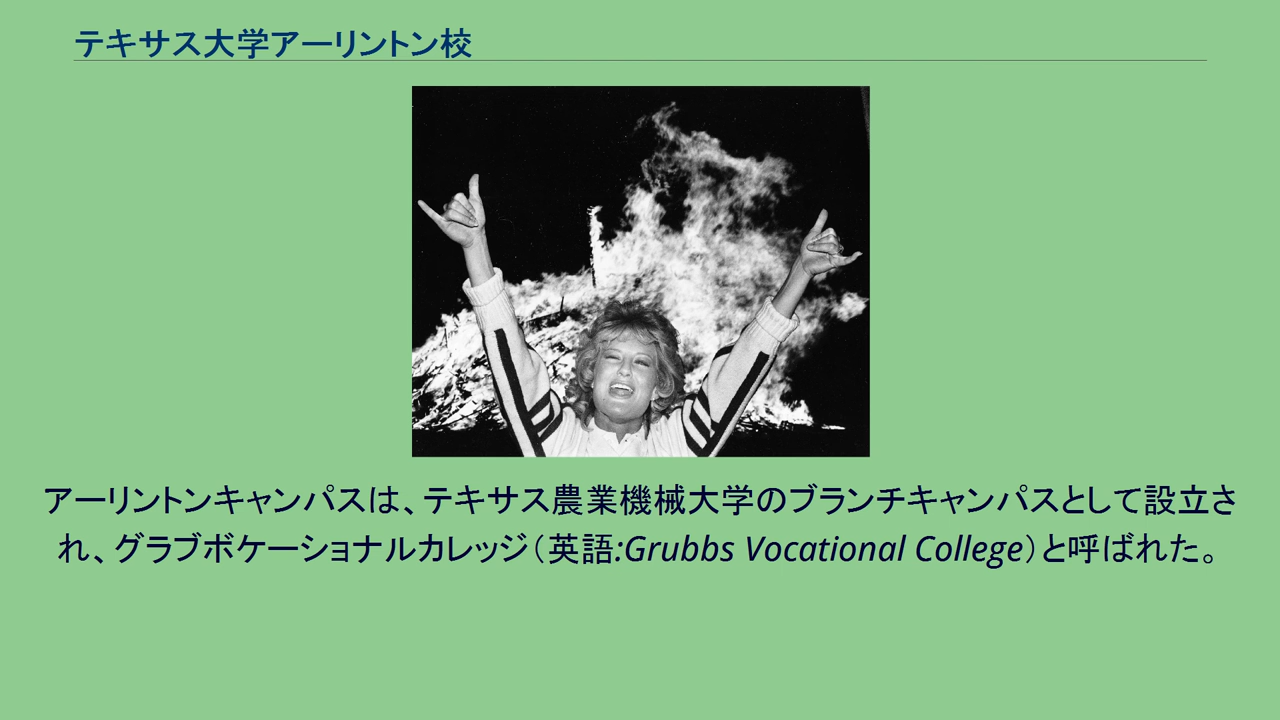 テキサス大学アーリントン校
アーリントンキャンパスは、テキサス農業機械大学のブランチキャンパスとして設立さ
れ、グラブボケーショナルカレッジ（英語:Grubbs Vocational College）と呼ばれた。